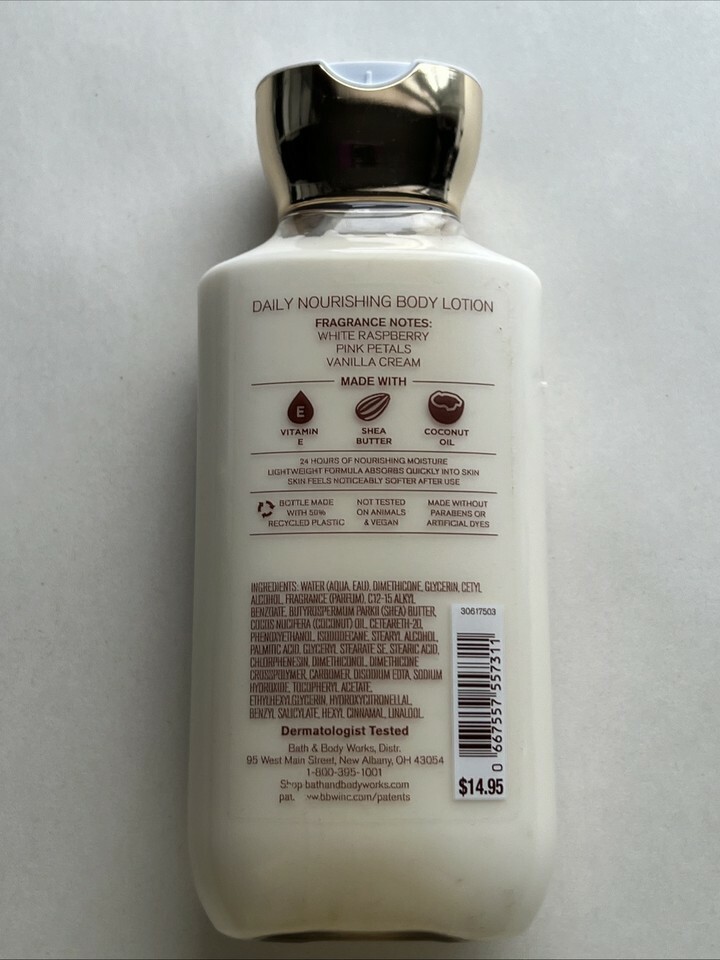 DAILY NOURISHING BODY LOTION
FRAGRANCE NOTES:
WHITE RASPBERRY
PINK PETALS
VANILLA CREAM
MADE WITH
E
VITAMIN
E
SHEA
BUTTER
COCONUT
OIL
24 HOURS OF NOURISHING MOISTURE
LIGHTWEIGHT FORMULA ABSORBS QUICKLY INTO SKIN
SKIN FEELS NOTICEABLY SOFTER AFTER USE
BOTTLE MADE
WITH 50%
RECYCLED PLASTIC
NOT TESTED
ON ANIMALS
& VEGAN
MADE WITHOUT
PARABENS OR
ARTIFICIAL DYES
INGREDIENTS: WATER (AQUA, EAU), DIMETHICONE, GLYCERIN, CETYL
ALCOHOL, FRAGRANCE (PARFUM), C12-15 ALKYL
BENZOATE, BUTYROSPERMUM PARKII (SHEA) BUTTER,
COCOS NUCIFERA (COCONUT) OIL, CETEARETH-20,
PHENOXYETHANOL, ISODODECANE, STEARYL ALCOHOL,
PALMITIC ACID, GLYCERYL STEARATE SE, STEARIC ACID,
CHLORPHENESIN, DIMETHICONOL, DIMETHICONE
CROSSPOLYMER, CARBOMER, DISODIUM EDTA, SODIUM
HYDROXIDE, TOCOPHERYL ACETATE,
ETHYLHEXYLGLYCERIN, HYDROXYCITRONELLAL,
BENZYL SALICYLATE, HEXYL CINNAMAL, LINALOOL.
Dermatologist Tested
Bath & Body Works, Distr.
95 West Main Street, New Albany, OH 43054
1-800-395-1001
bathandbodyworks.com
30617503
0 667557 557311
$14.95